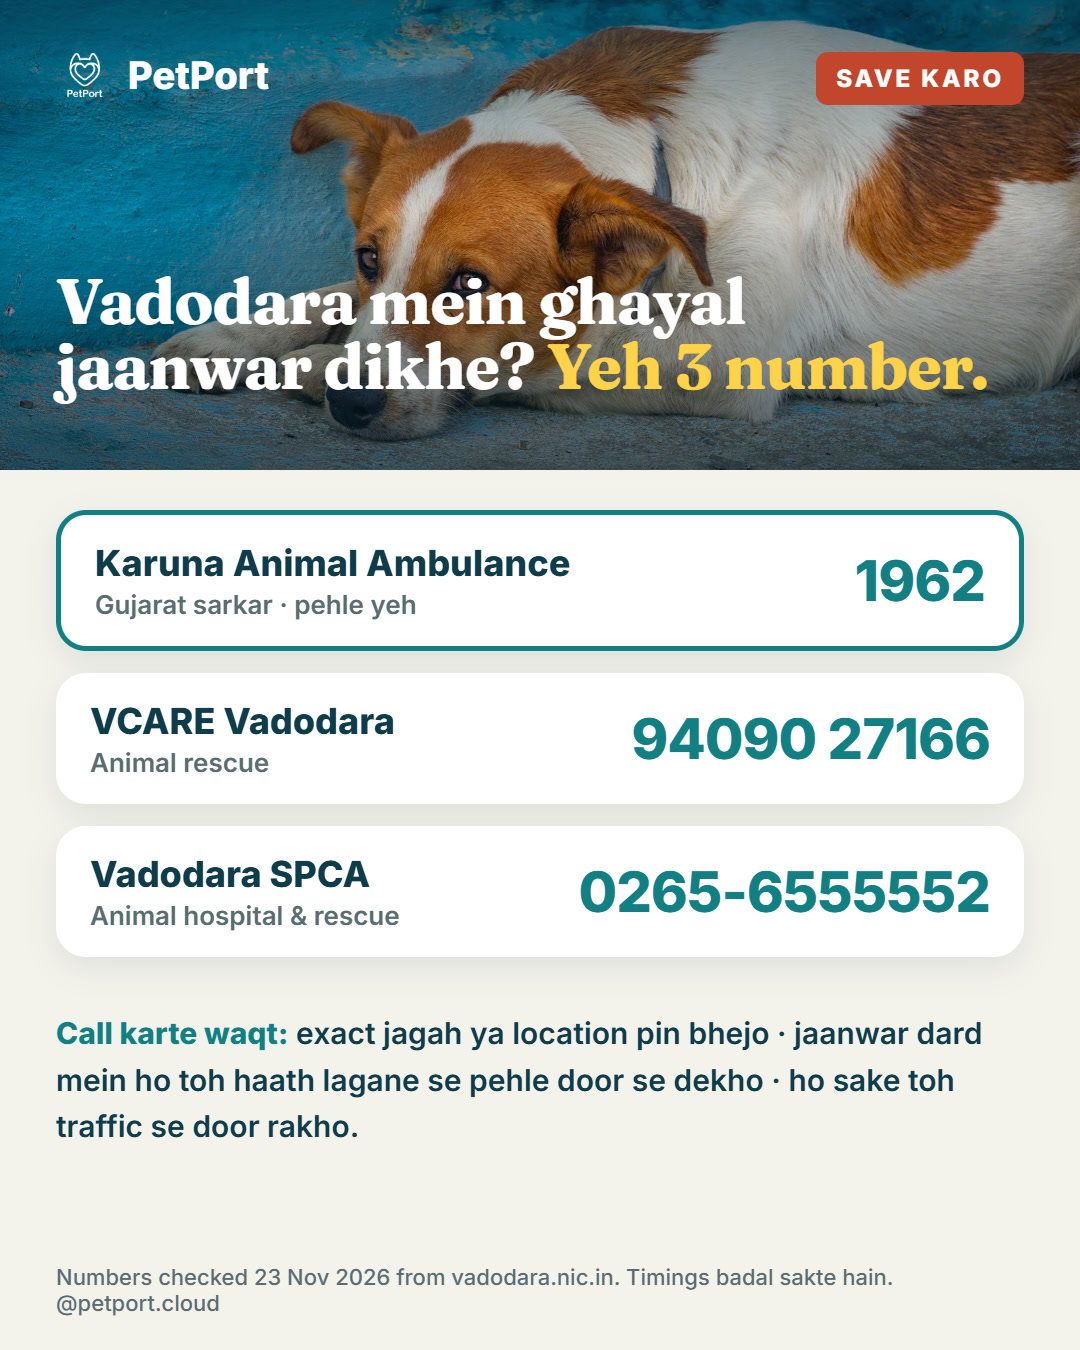 PetPort
PetPort
SAVE KARO
Vadodara mein ghayal
jaanwar dikhe? Yeh 3 number.
Karuna Animal Ambulance
Gujarat sarkar · pehle yeh
1962
VCARE Vadodara
Animal rescue
94090 27166
Vadodara SPCA
Animal hospital & rescue
0265-6555552
Call karte waqt: exact jagah ya location pin bhejo · jaanwar dard
mein ho toh haath lagane se pehle door se dekho · ho sake toh
traffic se door rakho.
Numbers checked 23 Nov 2026 from vadodara.nic.in. Timings badal sakte hain.
@petport.cloud